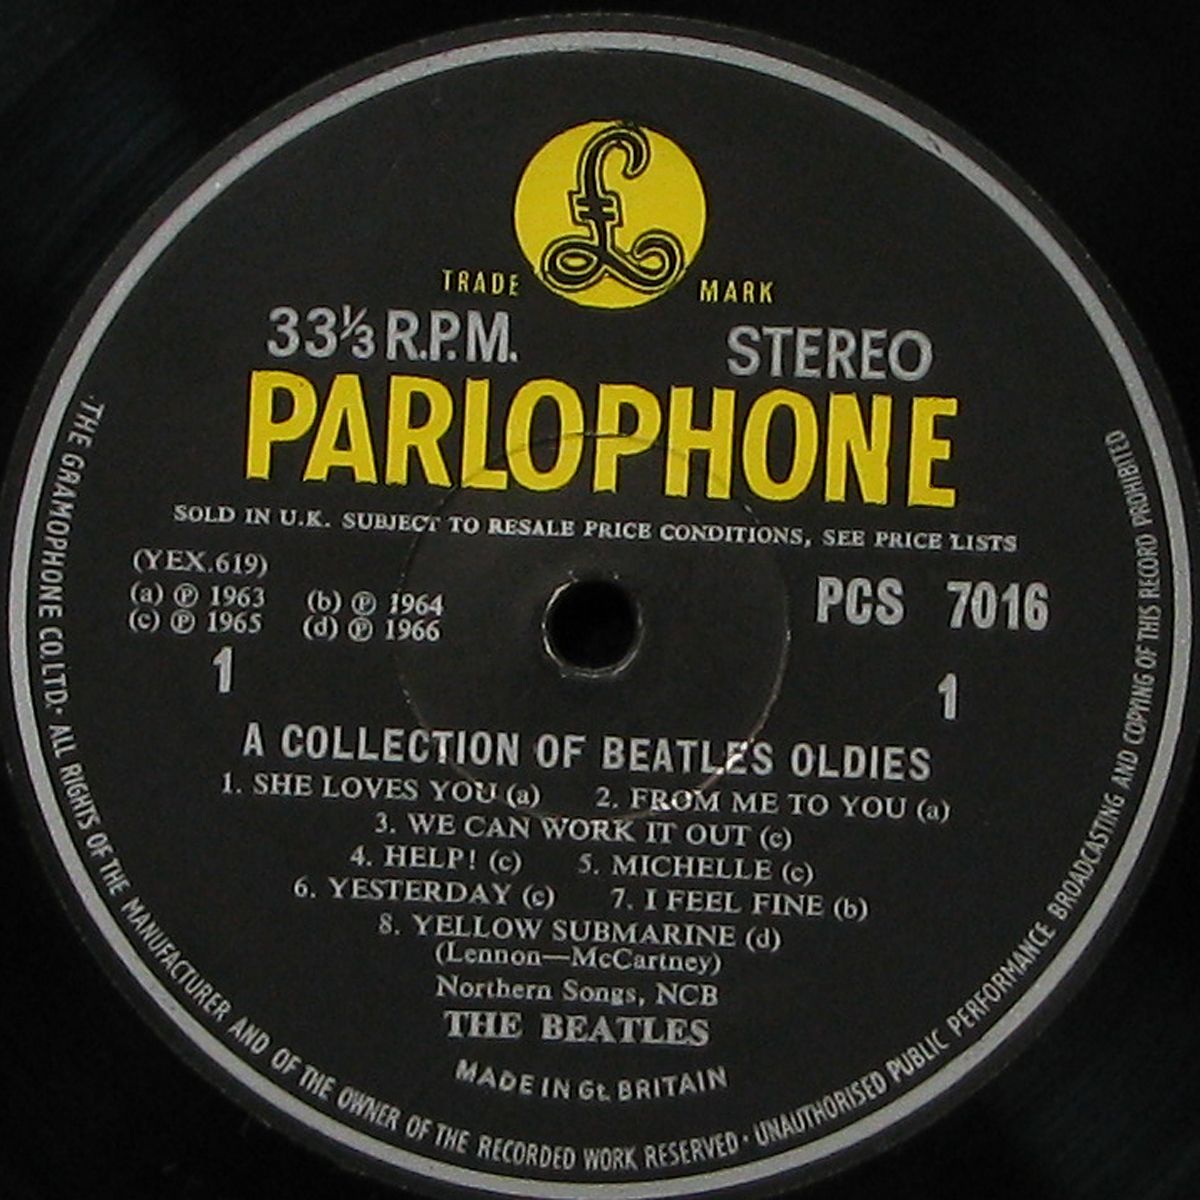 £
TRADE MARK
33⅓ R.P.M. STEREO
PARLOPHONE
SOLD IN U.K. SUBJECT TO RESALE PRICE CONDITIONS, SEE PRICE LISTS
(YEX.619)
(a) ℗ 1963 (b) ℗ 1964
(c) ℗ 1965 (d) ℗ 1966
PCS 7016
1 1
A COLLECTION OF BEATLES OLDIES
1. SHE LOVES YOU (a) 2. FROM ME TO YOU (a)
3. WE CAN WORK IT OUT (c)
4. HELP! (c) 5. MICHELLE (c)
6. YESTERDAY (c) 7. I FEEL FINE (b)
8. YELLOW SUBMARINE (d)
(Lennon—McCartney)
Northern Songs, NCB
THE BEATLES
MADE IN Gt. BRITAIN
THE GRAMOPHONE CO. LTD. · ALL RIGHTS OF THE MANUFACTURER AND OF THE OWNER OF THE RECORDED WORK RESERVED · UNAUTHORISED PUBLIC PERFORMANCE BROADCASTING AND COPYING OF THIS RECORD PROHIBITED